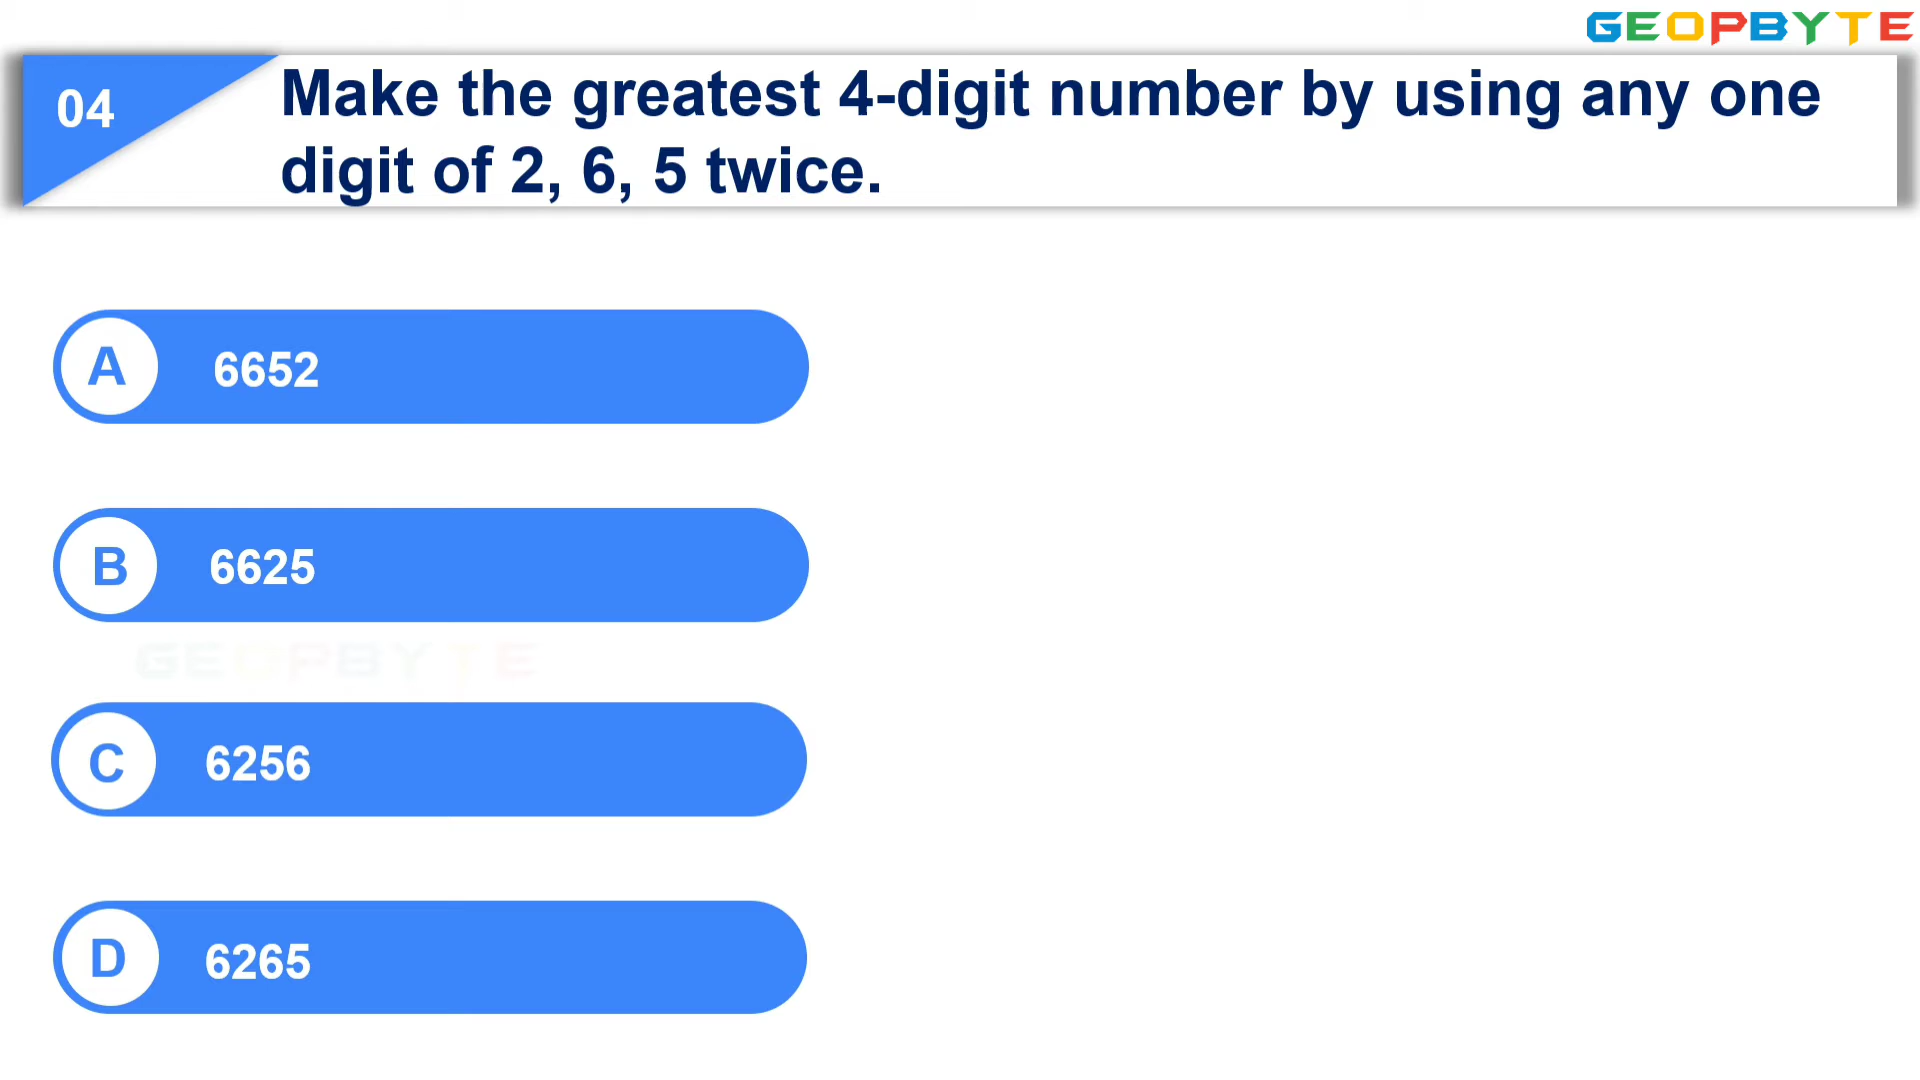 GEOPBYTE
04
Make the greatest 4-digit number by using any one
digit of 2, 6, 5 twice.
A 6652
B 6625
GEOPBYTE
C 6256
D 6265